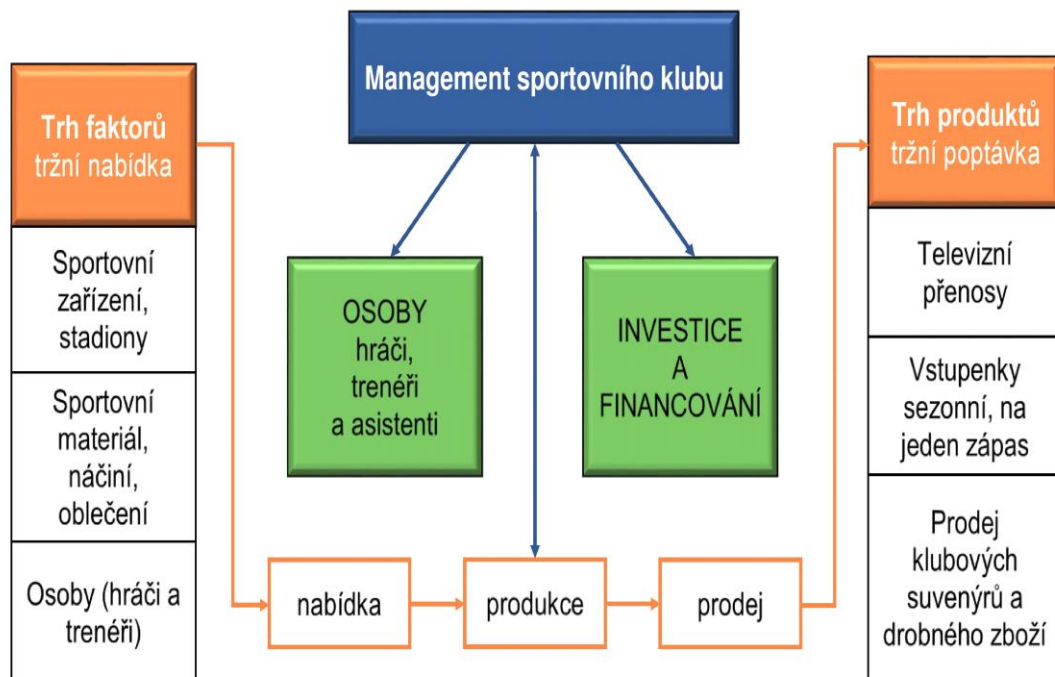 Management sportovního klubu
Trh faktorů
tržní nabídka
Sportovní
zařízení,
stadiony
Sportovní
materiál,
náčiní,
oblečení
Osoby (hráči a
trenéři)
OSOBY
hráči,
trenéři
a asistenti
INVESTICE
A
FINANCOVÁNÍ
nabídka
produkce
prodej
Trh produktů
tržní poptávka
Televizní
přenosy
Vstupenky
sezonní, na
jeden zápas
Prodej
klubových
suvenýrů a
drobného zboží